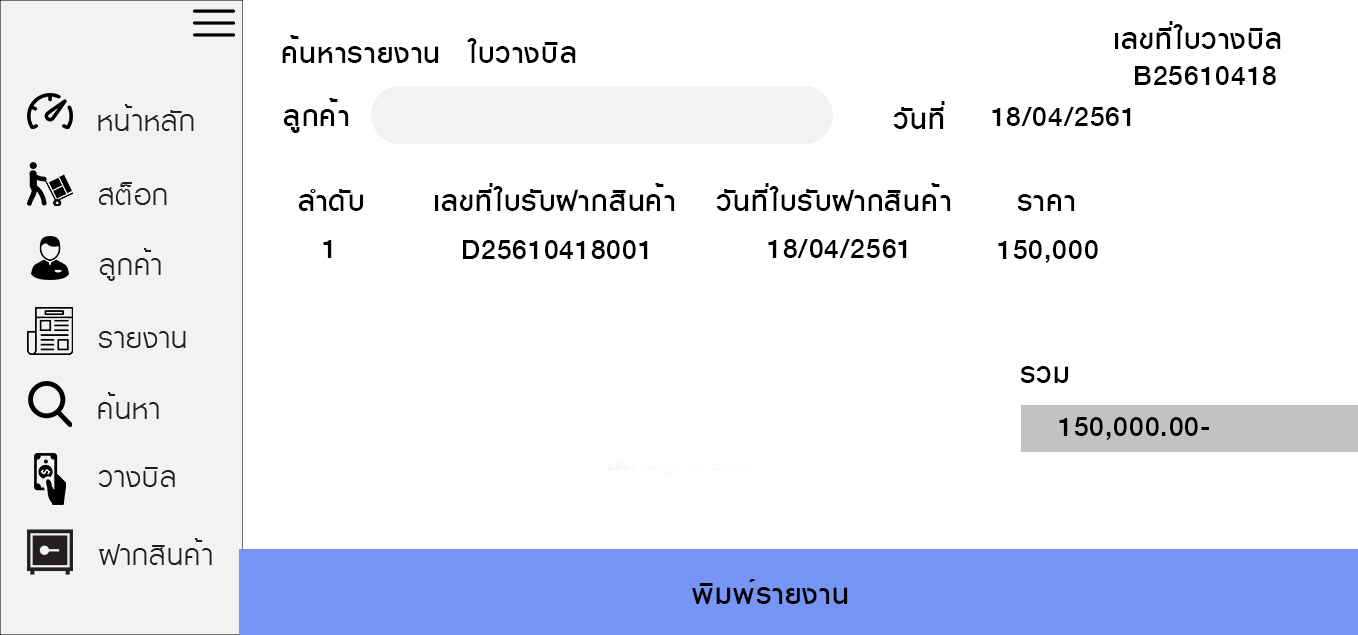 หน้าหลัก
สต็อก
ลูกค้า
รายงาน
ค้นหา
วางบิล
ฝากสินค้า
ค้นหารายงาน ใบวางบิล
เลขที่ใบวางบิล
B25610418
ลูกค้า วันที่ 18/04/2561
ลำดับ เลขที่ใบรับฝากสินค้า วันที่ใบรับฝากสินค้า ราคา
1 D25610418001 18/04/2561 150,000
รวม
150,000.00-
พิมพ์รายงาน